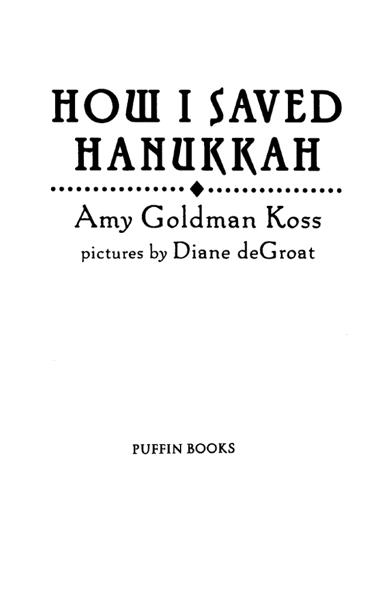 HOW I SAVED
HANUKKAH
Amy Goldman Koss
pictures by Diane deGroat
PUFFIN BOOKS